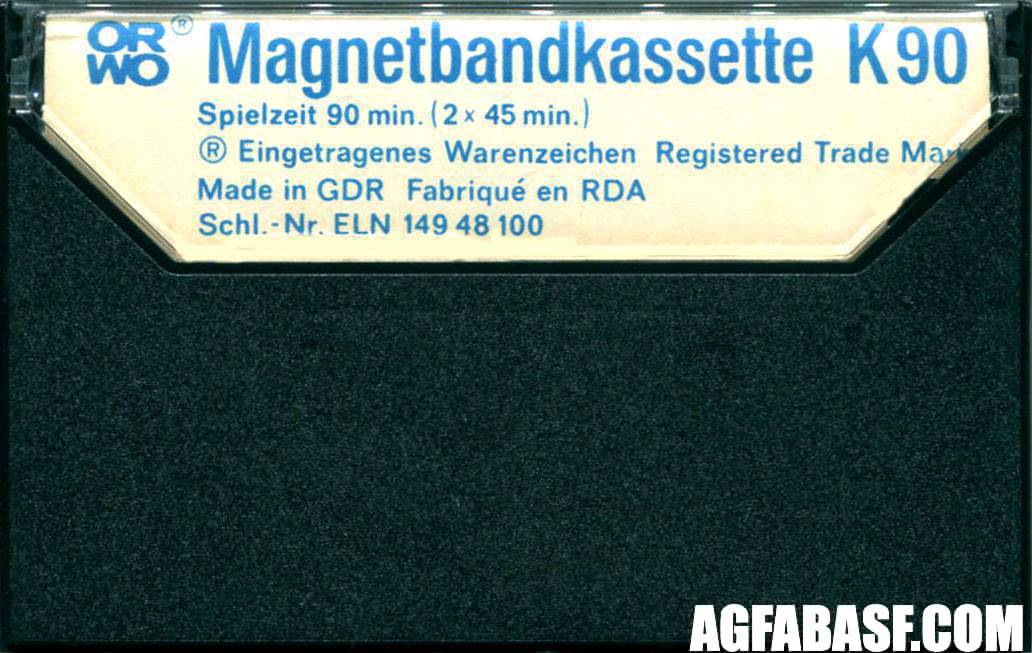 ORWO® Magnetbandkassette K90
Spielzeit 90 min. (2 x 45 min.)
® Eingetragenes Warenzeichen Registered Trade Mark
Made in GDR Fabriqué en RDA
Schl.-Nr. ELN 149 48 100
AGFABASF.COM